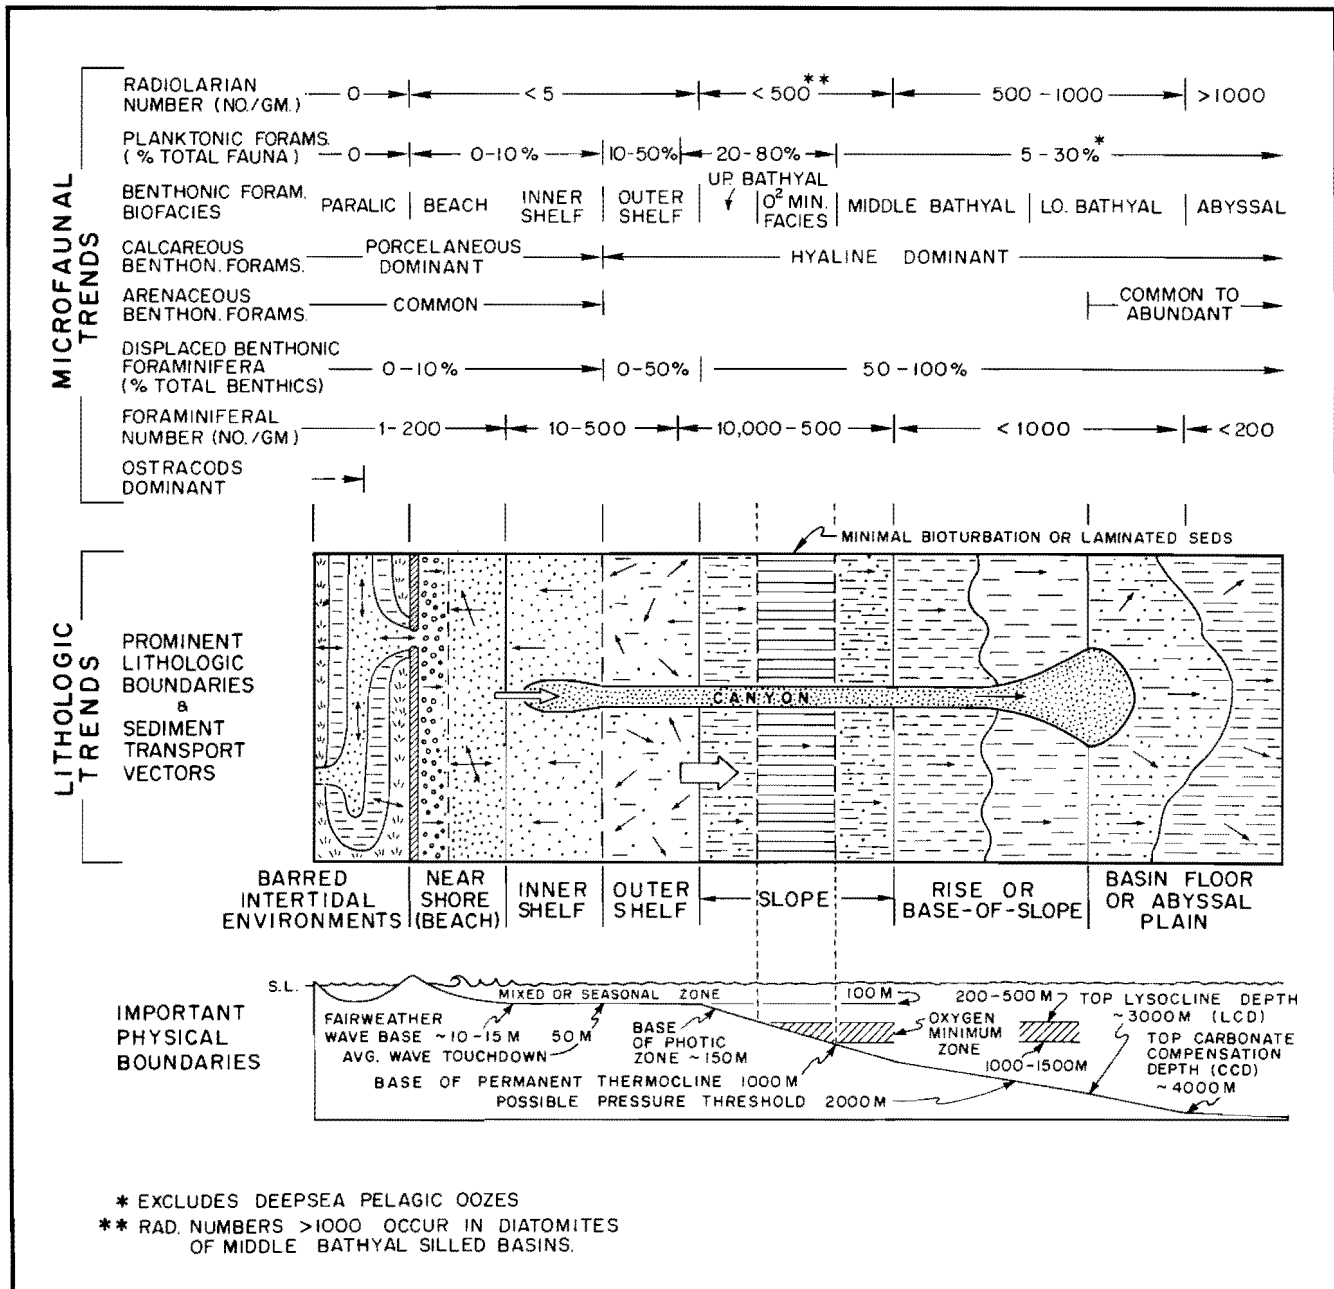 MICROFAUNAL
TRENDS
RADIOLARIAN
NUMBER (NO./GM.)
0
< 5
< 500**
500 - 1000
>1000
PLANKTONIC FORAMS.
(% TOTAL FAUNA)
0
0-10%
10-50%
20-80%
5-30%*
BENTHONIC FORAM.
BIOFACIES
PARALIC
BEACH
INNER
SHELF
OUTER
SHELF
UP. BATHYAL
O² MIN.
FACIES
MIDDLE BATHYAL
LO. BATHYAL
ABYSSAL
CALCAREOUS
BENTHON. FORAMS.
PORCELANEOUS
DOMINANT
HYALINE DOMINANT
ARENACEOUS
BENTHON. FORAMS.
COMMON
COMMON TO
ABUNDANT
DISPLACED BENTHONIC
FORAMINIFERA
(% TOTAL BENTHICS)
0-10%
0-50%
50-100%
FORAMINIFERAL
NUMBER (NO./GM)
1-200
10-500
10,000-500
< 1000
< 200
OSTRACODS
DOMINANT
LITHOLOGIC
TRENDS
PROMINENT
LITHOLOGIC
BOUNDARIES
&
SEDIMENT
TRANSPORT
VECTORS
MINIMAL BIOTURBATION OR LAMINATED SEDS
CANYON
BARRED
INTERTIDAL
ENVIRONMENTS
NEAR
SHORE
(BEACH)
INNER
SHELF
OUTER
SHELF
SLOPE
RISE OR
BASE-OF-SLOPE
BASIN FLOOR
OR ABYSSAL
PLAIN
IMPORTANT
PHYSICAL
BOUNDARIES
S.L.
MIXED OR SEASONAL ZONE
100 M
200-500 M
TOP LYSOCLINE DEPTH
~3000M (LCD)
FAIRWEATHER
WAVE BASE ~10-15 M
50 M
AVG. WAVE TOUCHDOWN
BASE
OF PHOTIC
ZONE ~150M
OXYGEN
MINIMUM
ZONE
1000-1500M
TOP CARBONATE
COMPENSATION
DEPTH (CCD)
~4000M
BASE OF PERMANENT THERMOCLINE 1000 M
POSSIBLE PRESSURE THRESHOLD 2000 M
* EXCLUDES DEEPSEA PELAGIC OOZES
** RAD. NUMBERS >1000 OCCUR IN DIATOMITES
OF MIDDLE BATHYAL SILLED BASINS.